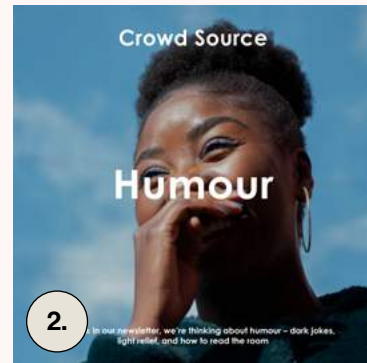 Crowd Source
Humour
in our newsletter, we're thinking about humour – dark jokes,
light relief, and how to read the room
2.